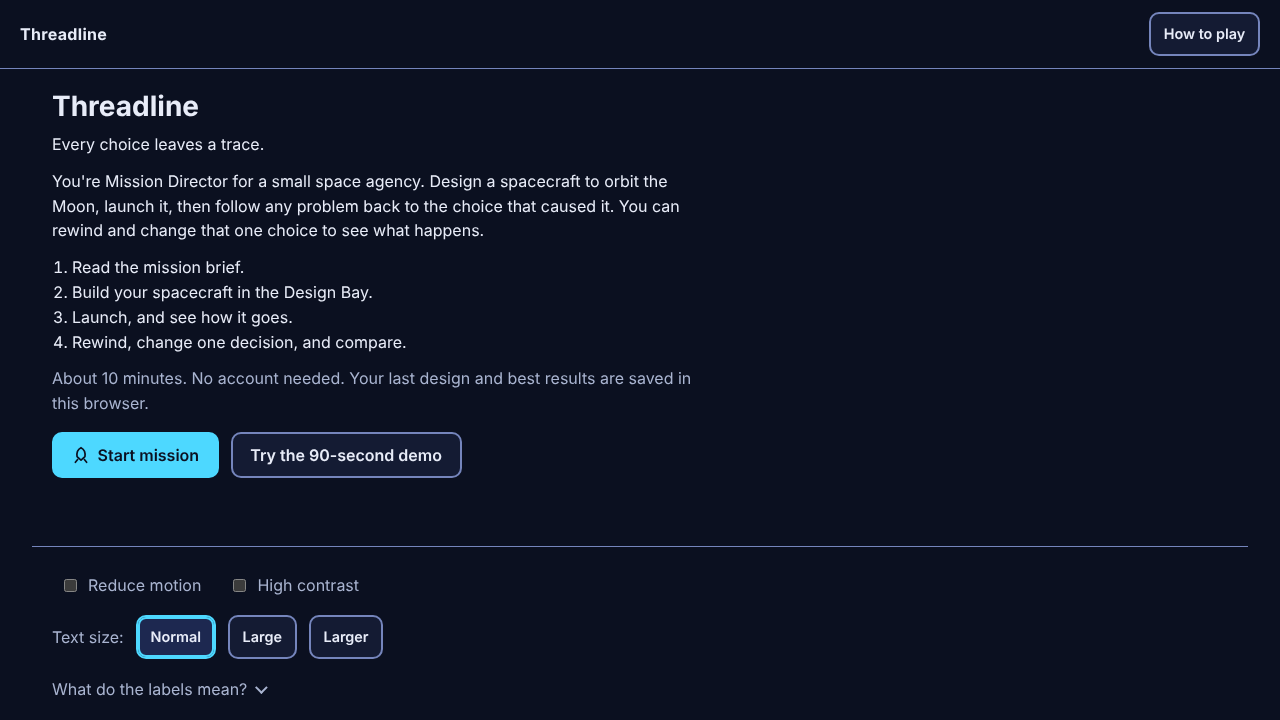 Threadline
How to play
Threadline
Every choice leaves a trace.
You're Mission Director for a small space agency. Design a spacecraft to orbit the
Moon, launch it, then follow any problem back to the choice that caused it. You can
rewind and change that one choice to see what happens.
1. Read the mission brief.
2. Build your spacecraft in the Design Bay.
3. Launch, and see how it goes.
4. Rewind, change one decision, and compare.
About 10 minutes. No account needed. Your last design and best results are saved in
this browser.
Start mission
Try the 90-second demo
Reduce motion
High contrast
Text size:
Normal
Large
Larger
What do the labels mean?